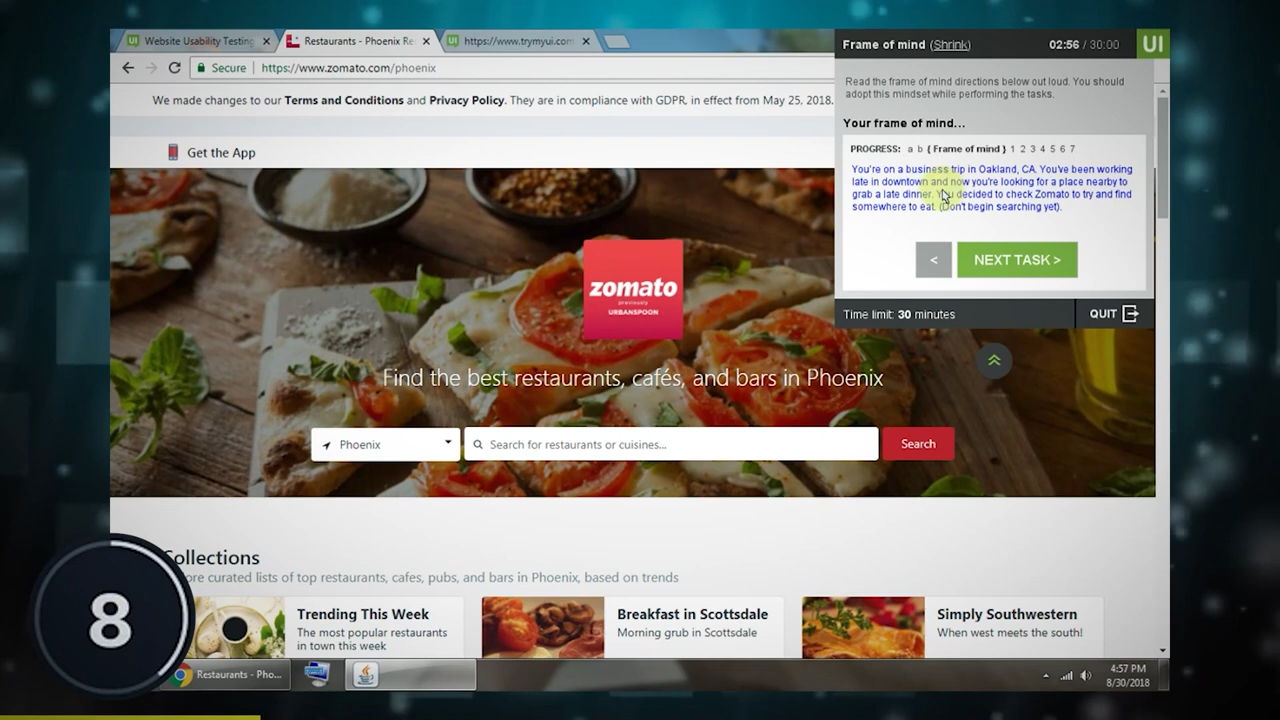 Website Usability Testing
Restaurants - Phoenix Re
https://www.trymyui.com
Secure
https://www.zomato.com/phoenix
We made changes to our Terms and Conditions and Privacy Policy. They are in compliance with GDPR, in effect from May 25, 2018.
Get the App
Frame of mind (Shrink)
02:56 / 30:00
UI
Read the frame of mind directions below out loud. You should
adopt this mindset while performing the tasks.
Your frame of mind...
PROGRESS: a b { Frame of mind } 1 2 3 4 5 6 7
You're on a business trip in Oakland, CA. You've been working
late in downtown and now you're looking for a place nearby to
grab a late dinner. You decided to check Zomato to try and find
somewhere to eat. (Don't begin searching yet).
<
NEXT TASK >
Time limit: 30 minutes
QUIT
zomato
previously
URBANSPOON
Find the best restaurants, cafés, and bars in Phoenix
Phoenix
Search for restaurants or cuisines...
Search
Collections
ore curated lists of top restaurants, cafes, pubs, and bars in Phoenix, based on trends
Trending This Week
The most popular restaurants
in town this week
Breakfast in Scottsdale
Morning grub in Scottsdale
Simply Southwestern
When west meets the south!
8
Restaurants - Pho...
4:57 PM
8/30/2018